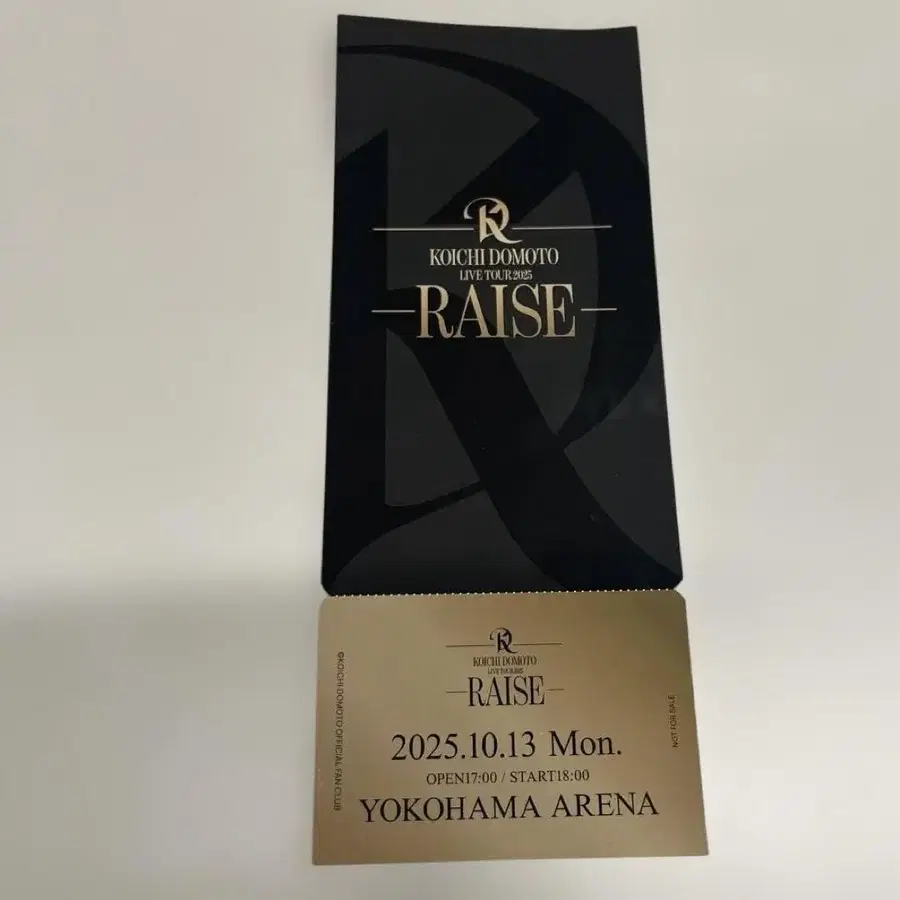 KOICHI DOMOTO
LIVE TOUR 2025
RAISE
KOICHI DOMOTO
LIVE TOUR 2025
RAISE
2025.10.13 Mon.
OPEN17:00 / START18:00
YOKOHAMA ARENA
©KOICHI DOMOTO OFFICIAL FAN CLUB
NOT FOR SALE